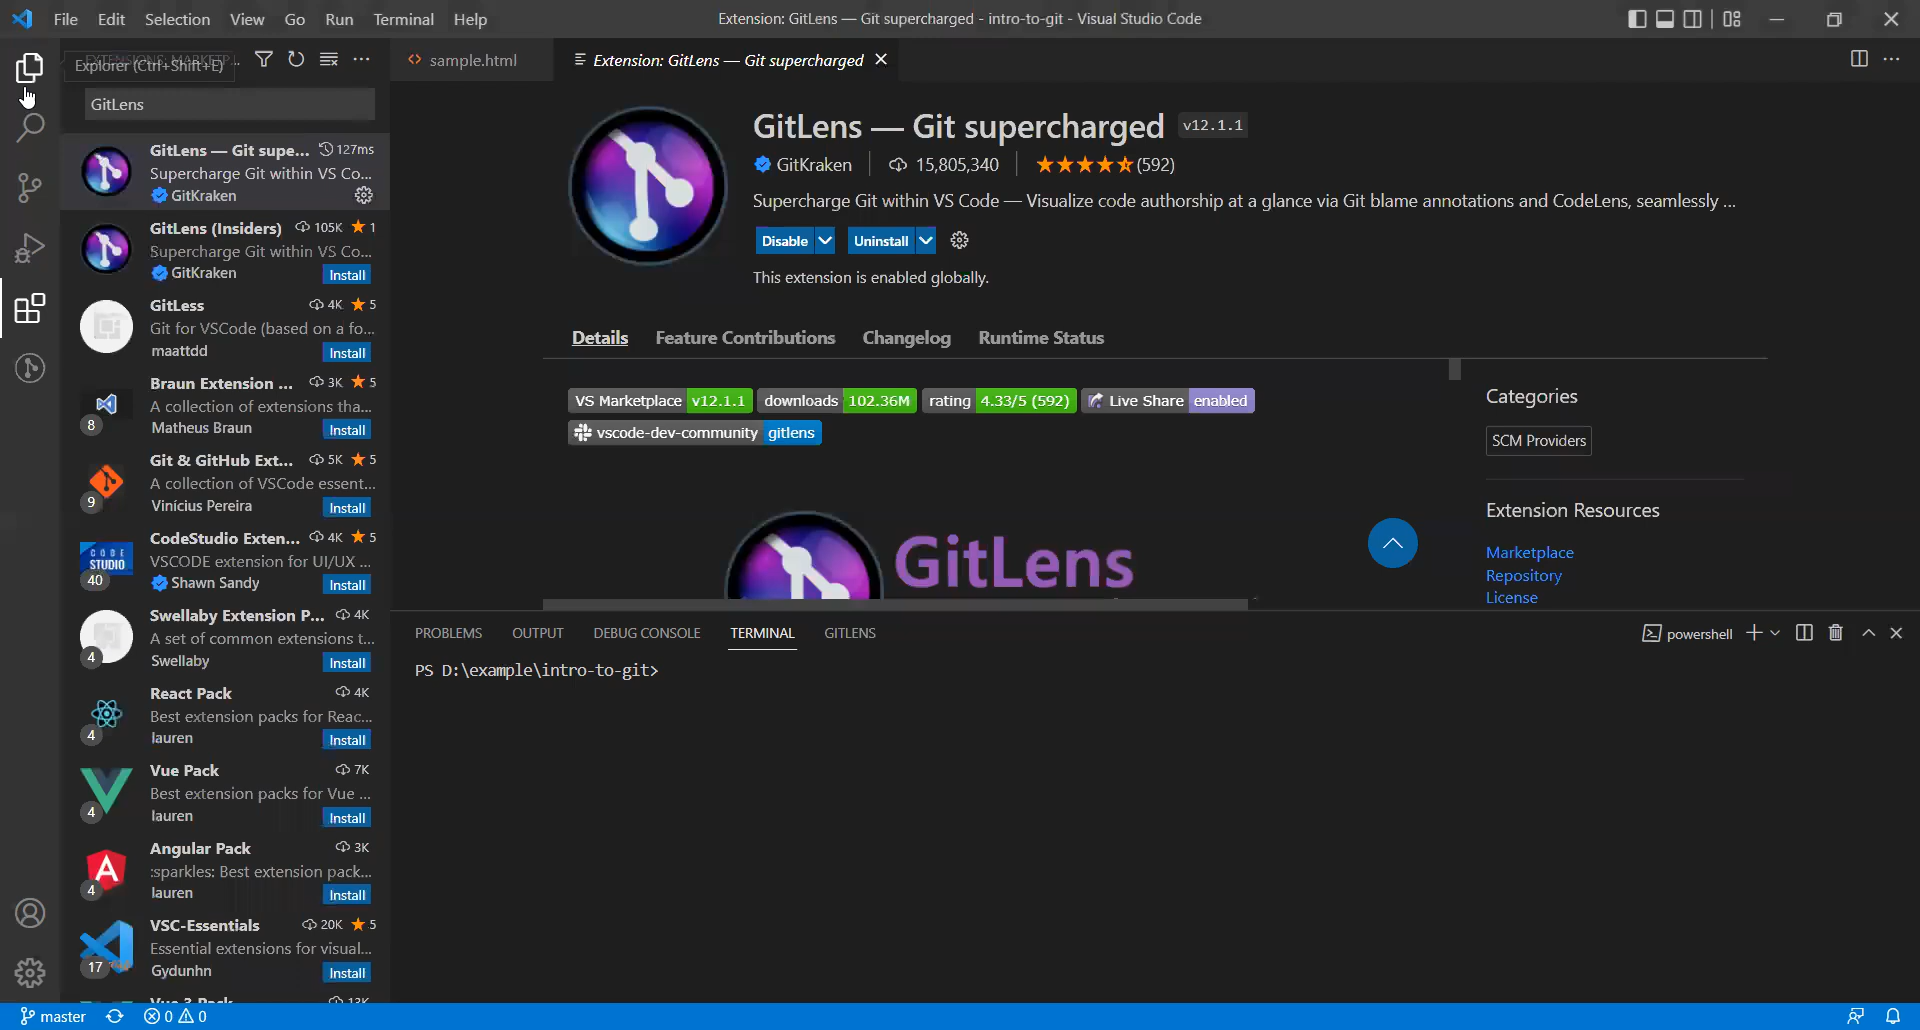 File Edit Selection View Go Run Terminal Help
Extension: GitLens — Git supercharged - intro-to-git - Visual Studio Code
Explorer (Ctrl+Shift+E)
GitLens
GitLens — Git supe... 127ms
Supercharge Git within VS Co...
GitKraken
GitLens (Insiders) 105K 1
Supercharge Git within VS Co...
GitKraken Install
GitLess 4K 5
Git for VSCode (based on a fo...
maattdd Install
Braun Extension ... 3K 5
A collection of extensions tha...
8 Matheus Braun Install
Git & GitHub Ext... 5K 5
A collection of VSCode essent...
9 Vinícius Pereira Install
CODE STUDIO
CodeStudio Exten... 4K 5
VSCODE extension for UI/UX ...
40 Shawn Sandy Install
Swellaby Extension P... 4K
A set of common extensions t...
4 Swellaby Install
React Pack 4K
Best extension packs for Reac...
4 lauren Install
Vue Pack 7K
Best extension packs for Vue ...
4 lauren Install
Angular Pack 3K
:sparkles: Best extension pack...
4 lauren Install
VSC-Essentials 20K 5
Essential extensions for visual...
17 Gydunhn Install
Vue 3 Pack 13K
sample.html
Extension: GitLens — Git supercharged
GitLens — Git supercharged v12.1.1
GitKraken 15,805,340 (592)
Supercharge Git within VS Code — Visualize code authorship at a glance via Git blame annotations and CodeLens, seamlessly ...
Disable Uninstall
This extension is enabled globally.
Details Feature Contributions Changelog Runtime Status
VS Marketplace v12.1.1 downloads 102.36M rating 4.33/5 (592) Live Share enabled
vscode-dev-community gitlens
GitLens
Categories
SCM Providers
Extension Resources
Marketplace
Repository
License
PROBLEMS OUTPUT DEBUG CONSOLE TERMINAL GITLENS
powershell
PS D:\example\intro-to-git>
master 0 0